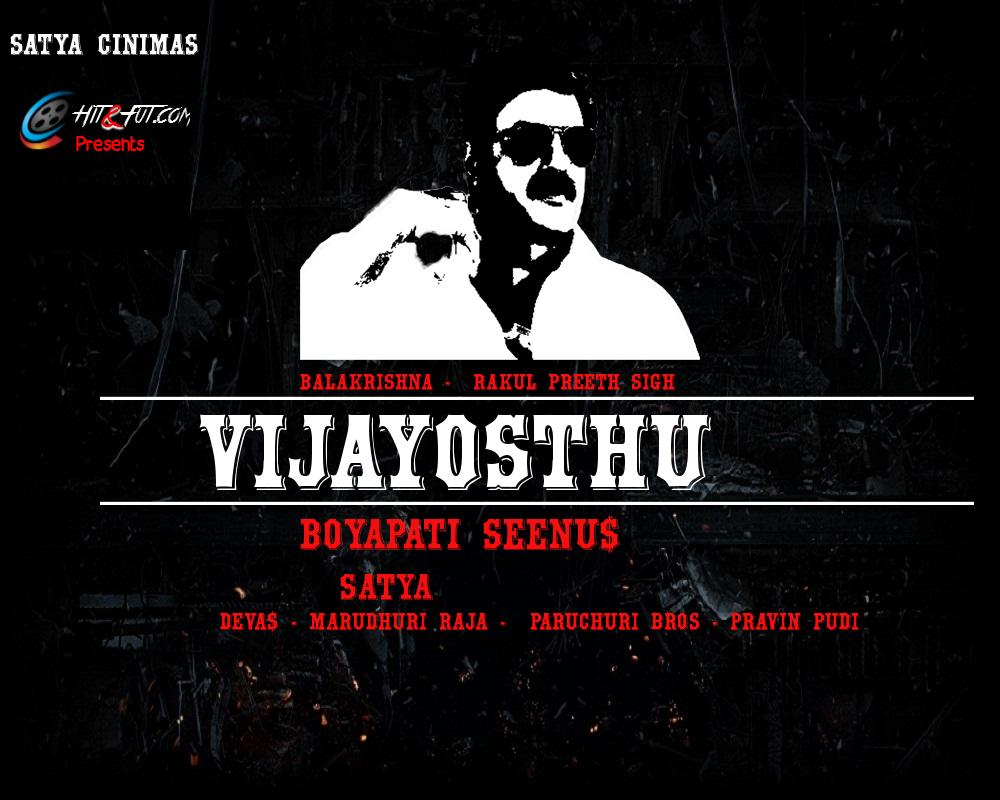 SATYA CINIMAS
HIT&FUT.COM
Presents
BALAKRISHNA - RAKUL PREETH SIGH
VIJAYOSTHU
BOYAPATI SEENU$
SATYA
DEVA$ - MARUDHURI RAJA - PARUCHURI BROS - PRAVIN PUDI